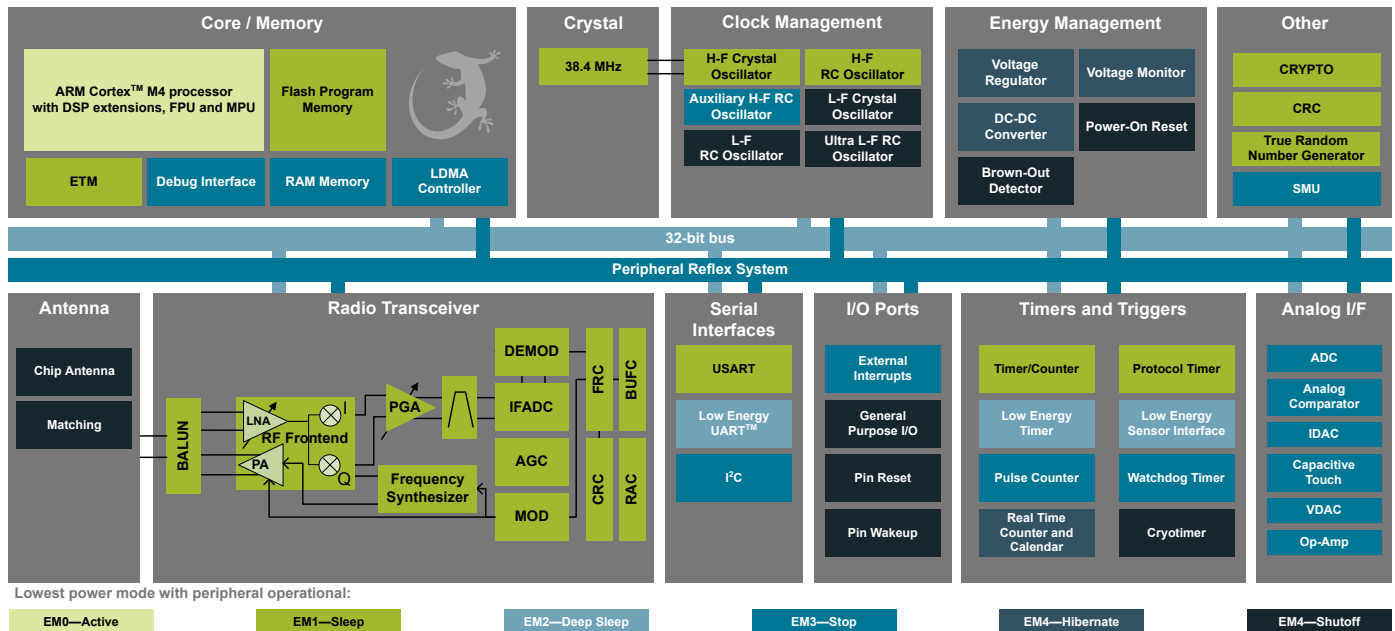 Core / Memory
ARM Cortex™ M4 processor
with DSP extensions, FPU and MPU
Flash Program
Memory
ETM
Debug Interface
RAM Memory
LDMA
Controller
Crystal
38.4 MHz
Clock Management
H-F Crystal
Oscillator
H-F
RC Oscillator
Auxiliary H-F RC
Oscillator
L-F Crystal
Oscillator
L-F
RC Oscillator
Ultra L-F RC
Oscillator
Energy Management
Voltage
Regulator
Voltage Monitor
DC-DC
Converter
Power-On Reset
Brown-Out
Detector
Other
CRYPTO
CRC
True Random
Number Generator
SMU
32-bit bus
Peripheral Reflex System
Antenna
Chip Antenna
Matching
Radio Transceiver
BALUN
LNA
RF Frontend
PA
I
Q
PGA
Frequency
Synthesizer
DEMOD
IFADC
AGC
MOD
FRC
BUFC
CRC
RAC
Serial
Interfaces
USART
Low Energy
UART™
I²C
I/O Ports
External
Interrupts
General
Purpose I/O
Pin Reset
Pin Wakeup
Timers and Triggers
Timer/Counter
Protocol Timer
Low Energy
Timer
Low Energy
Sensor Interface
Pulse Counter
Watchdog Timer
Real Time
Counter and
Calendar
Cryotimer
Analog I/F
ADC
Analog
Comparator
IDAC
Capacitive
Touch
VDAC
Op-Amp
Lowest power mode with peripheral operational:
EM0—Active
EM1—Sleep
EM2—Deep Sleep
EM3—Stop
EM4—Hibernate
EM4—Shutoff